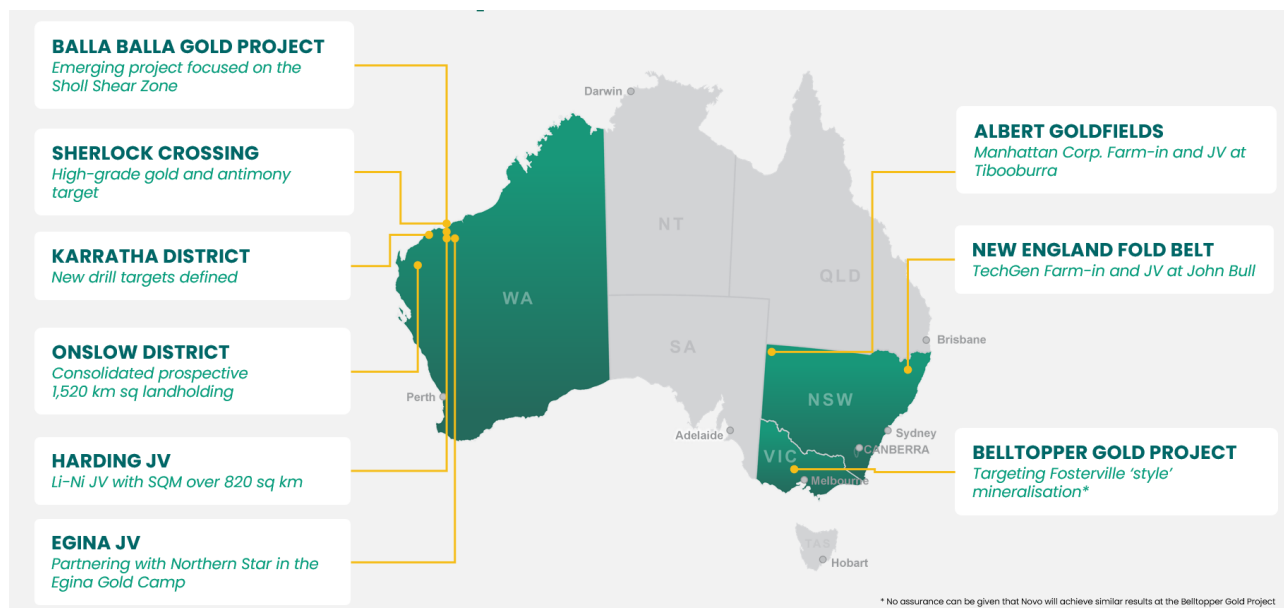 BALLA BALLA GOLD PROJECT
Emerging project focused on the
Sholl Shear Zone
SHERLOCK CROSSING
High-grade gold and antimony
target
KARRATHA DISTRICT
New drill targets defined
ONSLOW DISTRICT
Consolidated prospective
1,520 km sq landholding
HARDING JV
Li-Ni JV with SQM over 820 sq km
EGINA JV
Partnering with Northern Star in the
Egina Gold Camp
Darwin
NT
QLD
WA
SA
Brisbane
Perth
NSW
Adelaide
Sydney
CANBERRA
VIC
Melbourne
TAS
Hobart
ALBERT GOLDFIELDS
Manhattan Corp. Farm-in and JV at
Tibooburra
NEW ENGLAND FOLD BELT
TechGen Farm-in and JV at John Bull
BELLTOPPER GOLD PROJECT
Targeting Fosterville ‘style’
mineralisation*
* No assurance can be given that Novo will achieve similar results at the Belltopper Gold Project